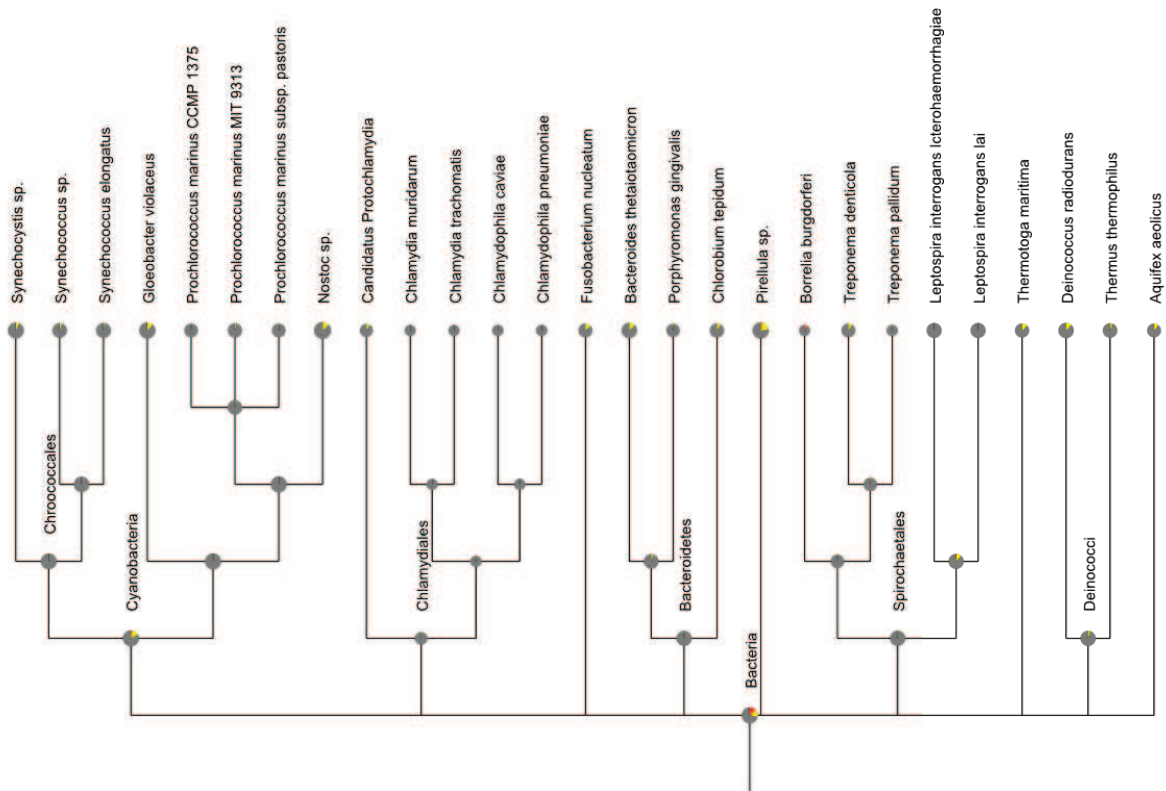 Synechocystis sp.
Synechococcus sp.
Synechococcus elongatus
Gloeobacter violaceus
Prochlorococcus marinus CCMP 1375
Prochlorococcus marinus MIT 9313
Prochlorococcus marinus subsp. pastoris
Nostoc sp.
Candidatus Protochlamydia
Chlamydia muridarum
Chlamydia trachomatis
Chlamydophila caviae
Chlamydophila pneumoniae
Fusobacterium nucleatum
Bacteroides thetaiotaomicron
Porphyromonas gingivalis
Chlorobium tepidum
Pirellula sp.
Borrelia burgdorferi
Treponema denticola
Treponema pallidum
Leptospira interrogans Icterohaemorrhagiae
Leptospira interrogans lai
Thermotoga maritima
Deinococcus radiodurans
Thermus thermophilus
Aquifex aeolicus
Chroococcales
Cyanobacteria
Chlamydiales
Bacteroidetes
Spirochaetales
Deinococci
Bacteria